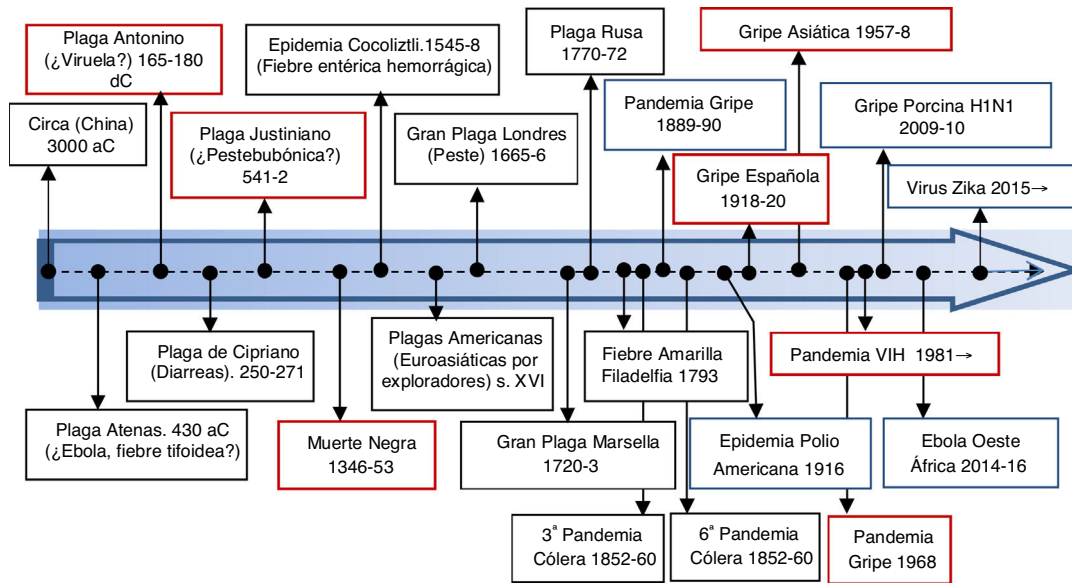 Plaga Antonino
(¿Viruela?) 165-180
dC
Epidemia Cocoliztli.1545-8
(Fiebre entérica hemorrágica)
Plaga Rusa
1770-72
Gripe Asiática 1957-8
Circa (China)
3000 aC
Plaga Justiniano
(¿Pestebubónica?)
541-2
Gran Plaga Londres
(Peste) 1665-6
Pandemia Gripe
1889-90
Gripe Porcina H1N1
2009-10
Gripe Española
1918-20
Virus Zika 2015→
Plaga de Cipriano
(Diarreas). 250-271
Plagas Americanas
(Euroasiáticas por
exploradores) s. XVI
Fiebre Amarilla
Filadelfia 1793
Pandemia VIH 1981→
Plaga Atenas. 430 aC
(¿Ebola, fiebre tifoidea?)
Muerte Negra
1346-53
Gran Plaga Marsella
1720-3
Epidemia Polio
Americana 1916
Ebola Oeste
África 2014-16
3ª Pandemia
Cólera 1852-60
6ª Pandemia
Cólera 1852-60
Pandemia
Gripe 1968